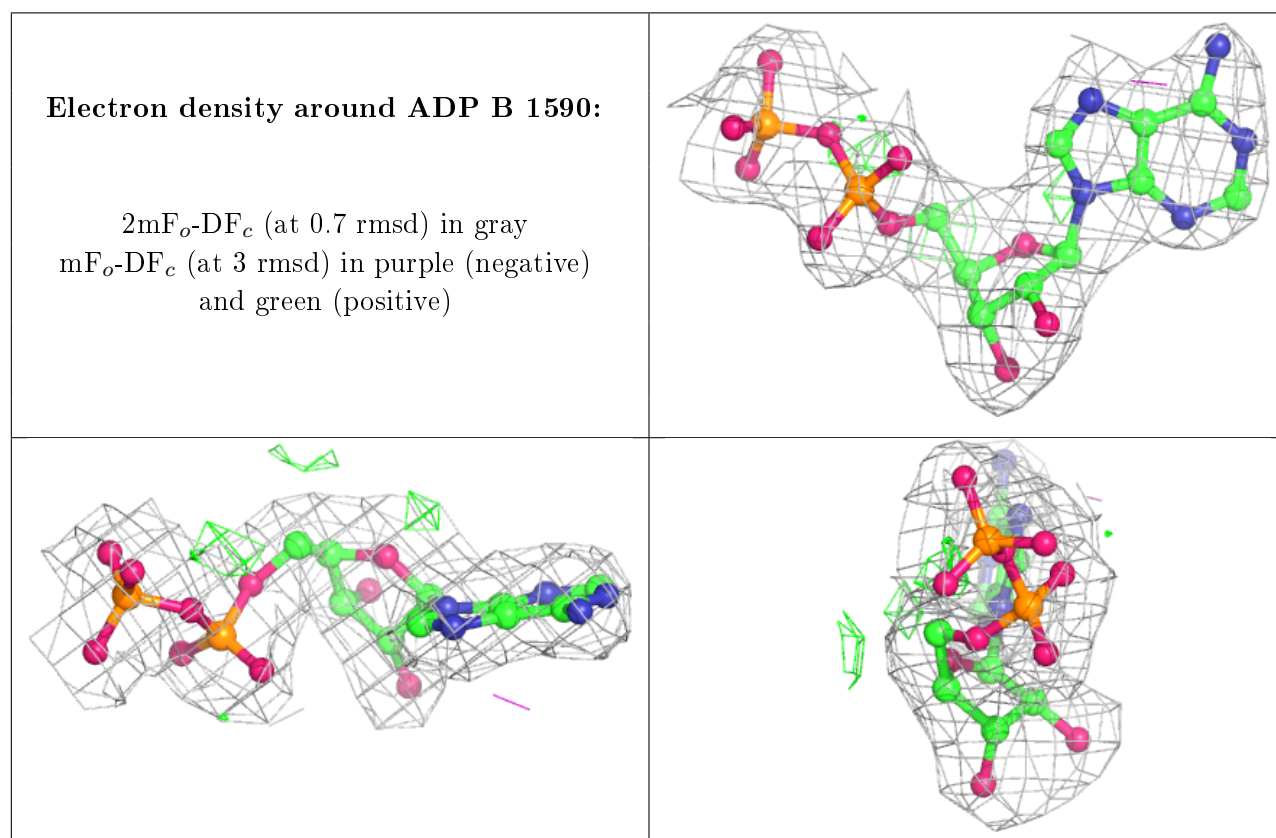 Electron density around ADP B 1590:
2mFₒ-DF𝒸 (at 0.7 rmsd) in gray
mFₒ-DF𝒸 (at 3 rmsd) in purple (negative)
and green (positive)